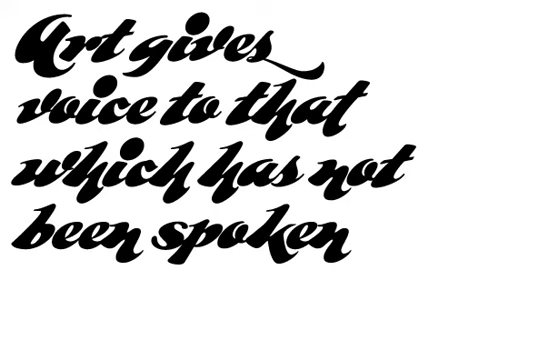 Art gives
voice to that
which has not
been spoken